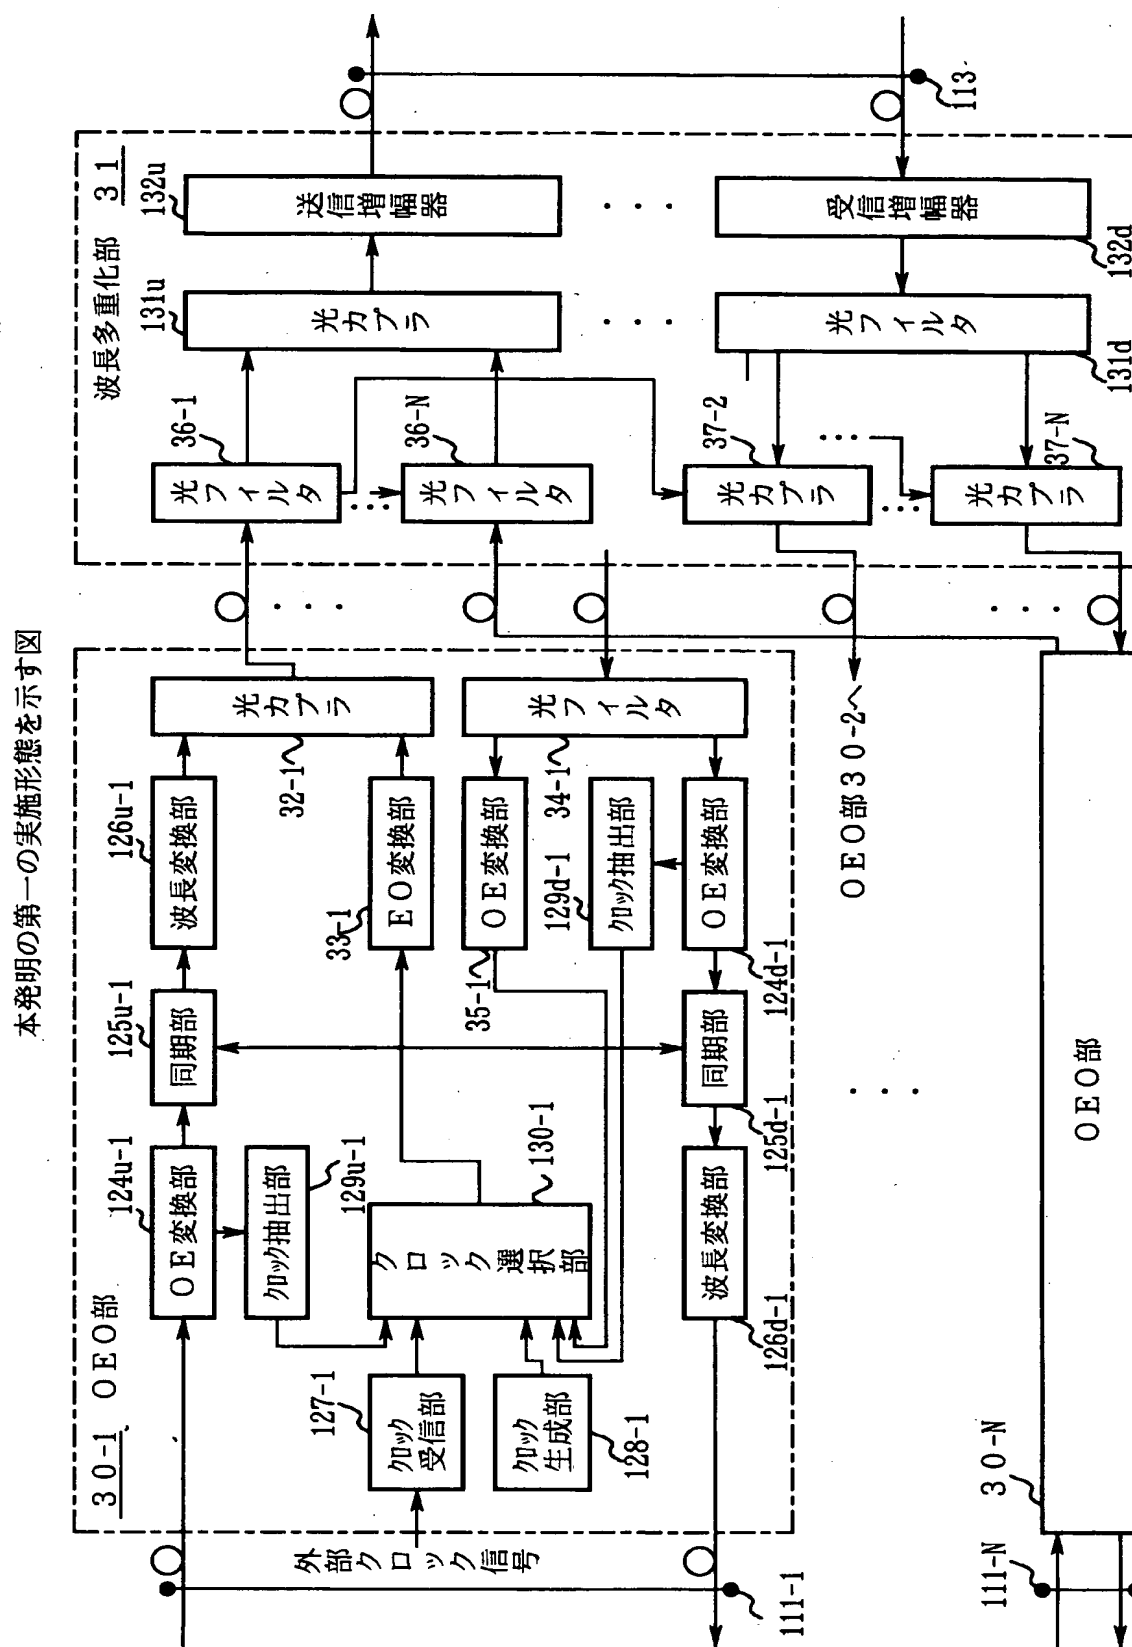 本発明の第一の実施形態を示す図
30-1 OEO部
124u-1
OE変換部
125u-1
同期部
126u-1
波長変換部
クロック抽出部
129u-1
127-1
クロック
受信部
外部クロック信号
クロック選択部
130-1
クロック
生成部
128-1
33-1
EO変換部
32-1
光カプラ
35-1
OE変換部
34-1
光フィルタ
129d-1
クロック抽出部
OE変換部
124d-1
同期部
125d-1
波長変換部
126d-1
111-1
OEO部30-2へ
波長多重化部 31
36-1
光フィルタ
36-N
光フィルタ
131u
光カプラ
132u
送信増幅器
37-2
光カプラ
37-N
光カプラ
光フィルタ
131d
受信増幅器
132d
113
30-N
OEO部
111-N